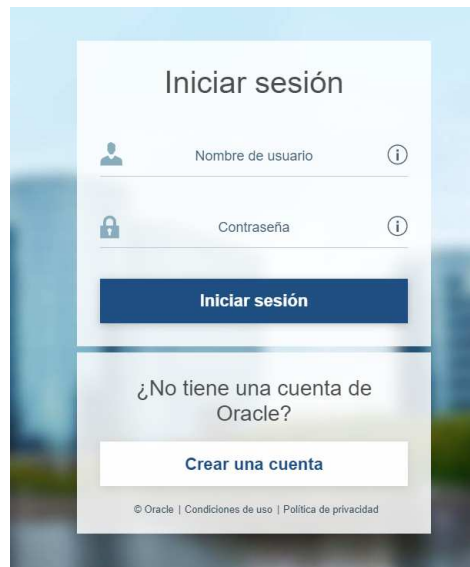 Iniciar sesión
Nombre de usuario
Contraseña
Iniciar sesión
¿No tiene una cuenta de
Oracle?
Crear una cuenta
© Oracle | Condiciones de uso | Política de privacidad